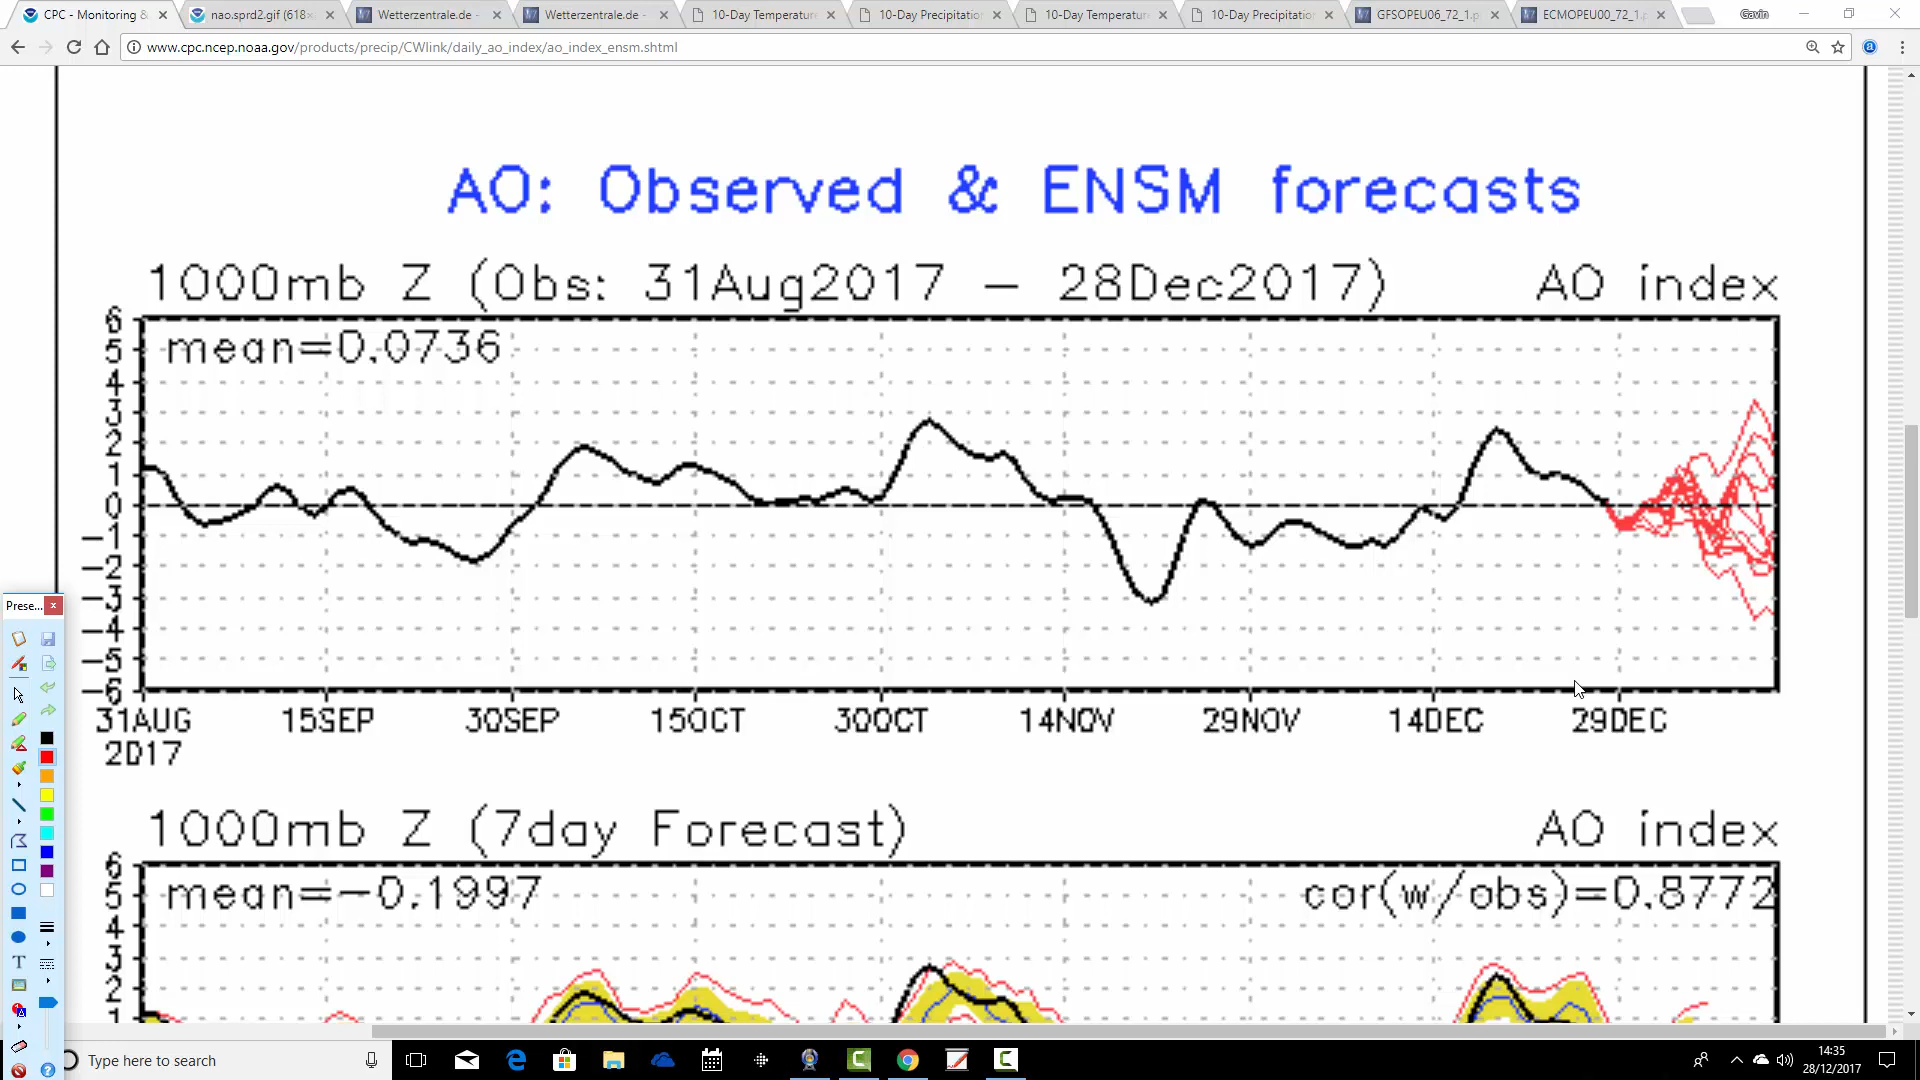 CPC - Monitoring &
nao.sprd2.gif (618×
Wetterzentrale.de -
Wetterzentrale.de -
10-Day Temperature
10-Day Precipitatio
10-Day Temperatu
10-Day Precipitatio
GFSOPEU06_72_1.p
ECMOPEU00_72_1.
Gavin
www.cpc.ncep.noaa.gov/products/precip/CWlink/daily_ao_index/ao_index_ensm.shtml
AO: Observed & ENSM forecasts
1000mb Z (Obs: 31Aug2017 – 28Dec2017) AO index
mean=0.0736
6
5
4
3
2
1
0
-1
-2
-3
-4
-5
-6
31AUG 15SEP 30SEP 15OCT 30OCT 14NOV 29NOV 14DEC 29DEC
2017
1000mb Z (7day Forecast) AO index
mean=-0.1997 cor(w/obs)=0.8772
6
5
4
3
2
1
Prese...
Type here to search
14:35
28/12/2017